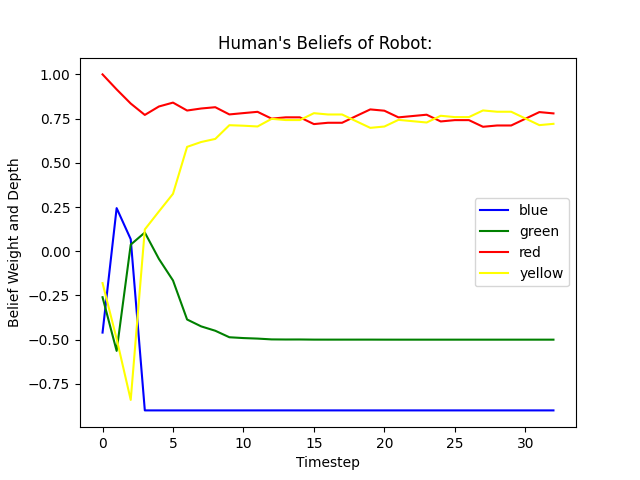 Human's Beliefs of Robot:
Belief Weight and Depth
1.00
0.75
0.50
0.25
0.00
−0.25
−0.50
−0.75
blue
green
red
yellow
0 5 10 15 20 25 30
Timestep